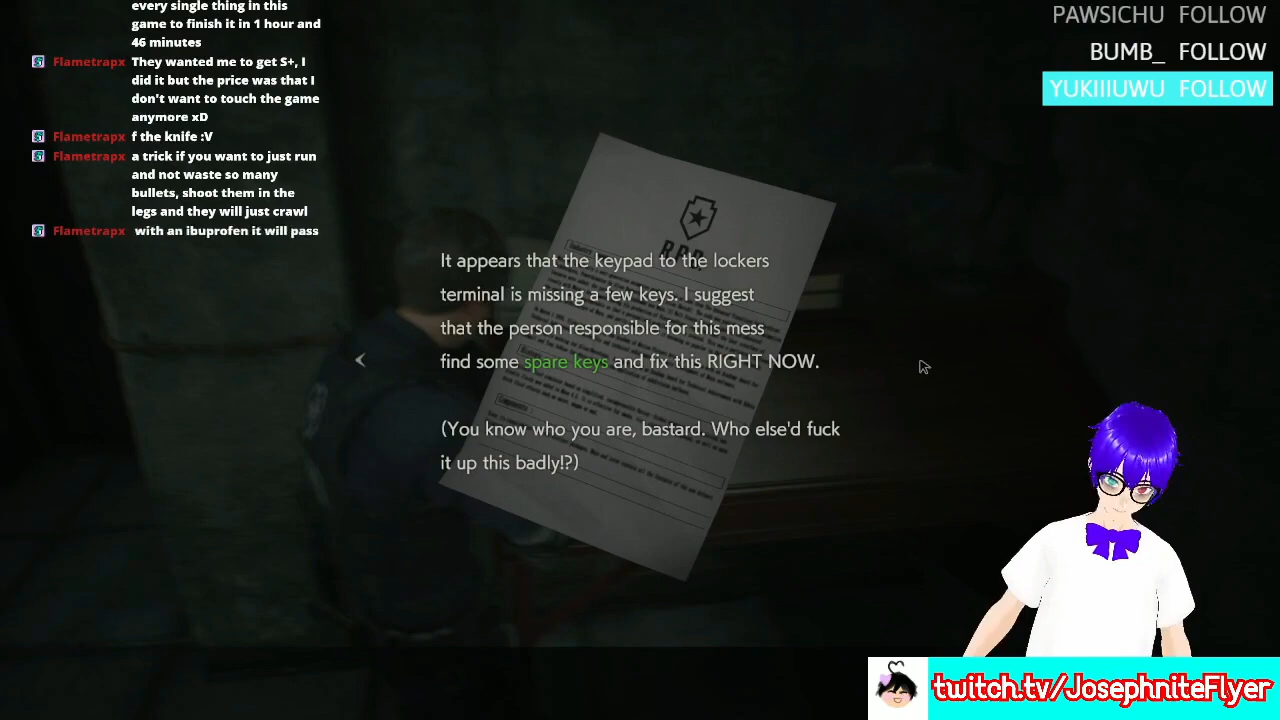 every single thing in this
game to finish it in 1 hour and
46 minutes
Flametrapx They wanted me to get S+, I
did it but the price was that I
don't want to touch the game
anymore xD
Flametrapx f the knife :V
Flametrapx a trick if you want to just run
and not waste so many
bullets, shoot them in the
legs and they will just crawl
Flametrapx with an ibuprofen it will pass
PAWSICHU FOLLOW
BUMB_ FOLLOW
YUKIIIUWU FOLLOW
R.P.D.
It appears that the keypad to the lockers
terminal is missing a few keys. I suggest
that the person responsible for this mess
find some spare keys and fix this RIGHT NOW.
(You know who you are, bastard. Who else'd fuck
it up this badly!?)
twitch.tv/JosephniteFlyer